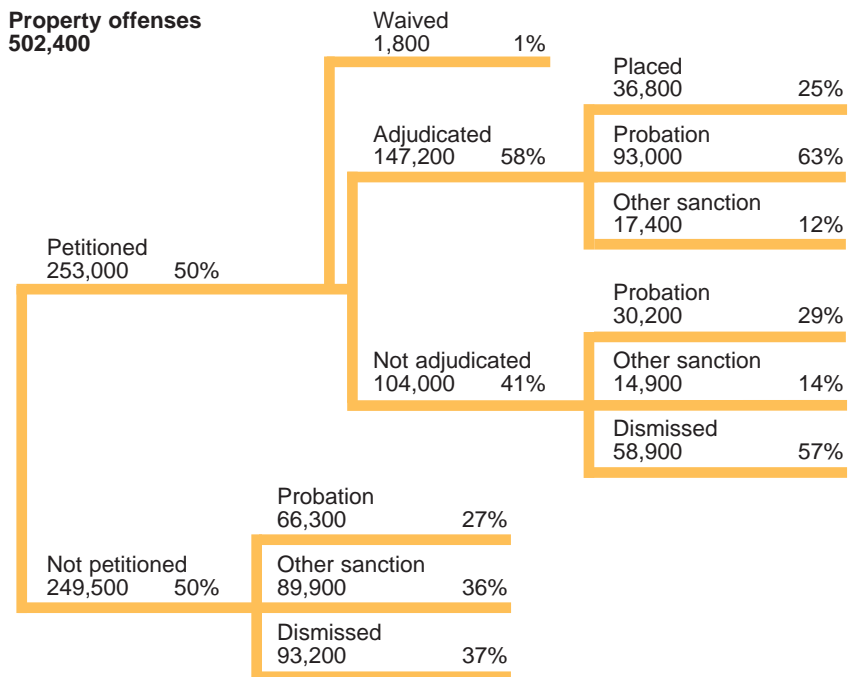 Property offenses
502,400
Waived
1,800 1%
Placed
36,800 25%
Adjudicated
147,200 58%
Probation
93,000 63%
Other sanction
17,400 12%
Petitioned
253,000 50%
Probation
30,200 29%
Not adjudicated
104,000 41%
Other sanction
14,900 14%
Dismissed
58,900 57%
Probation
66,300 27%
Not petitioned
249,500 50%
Other sanction
89,900 36%
Dismissed
93,200 37%